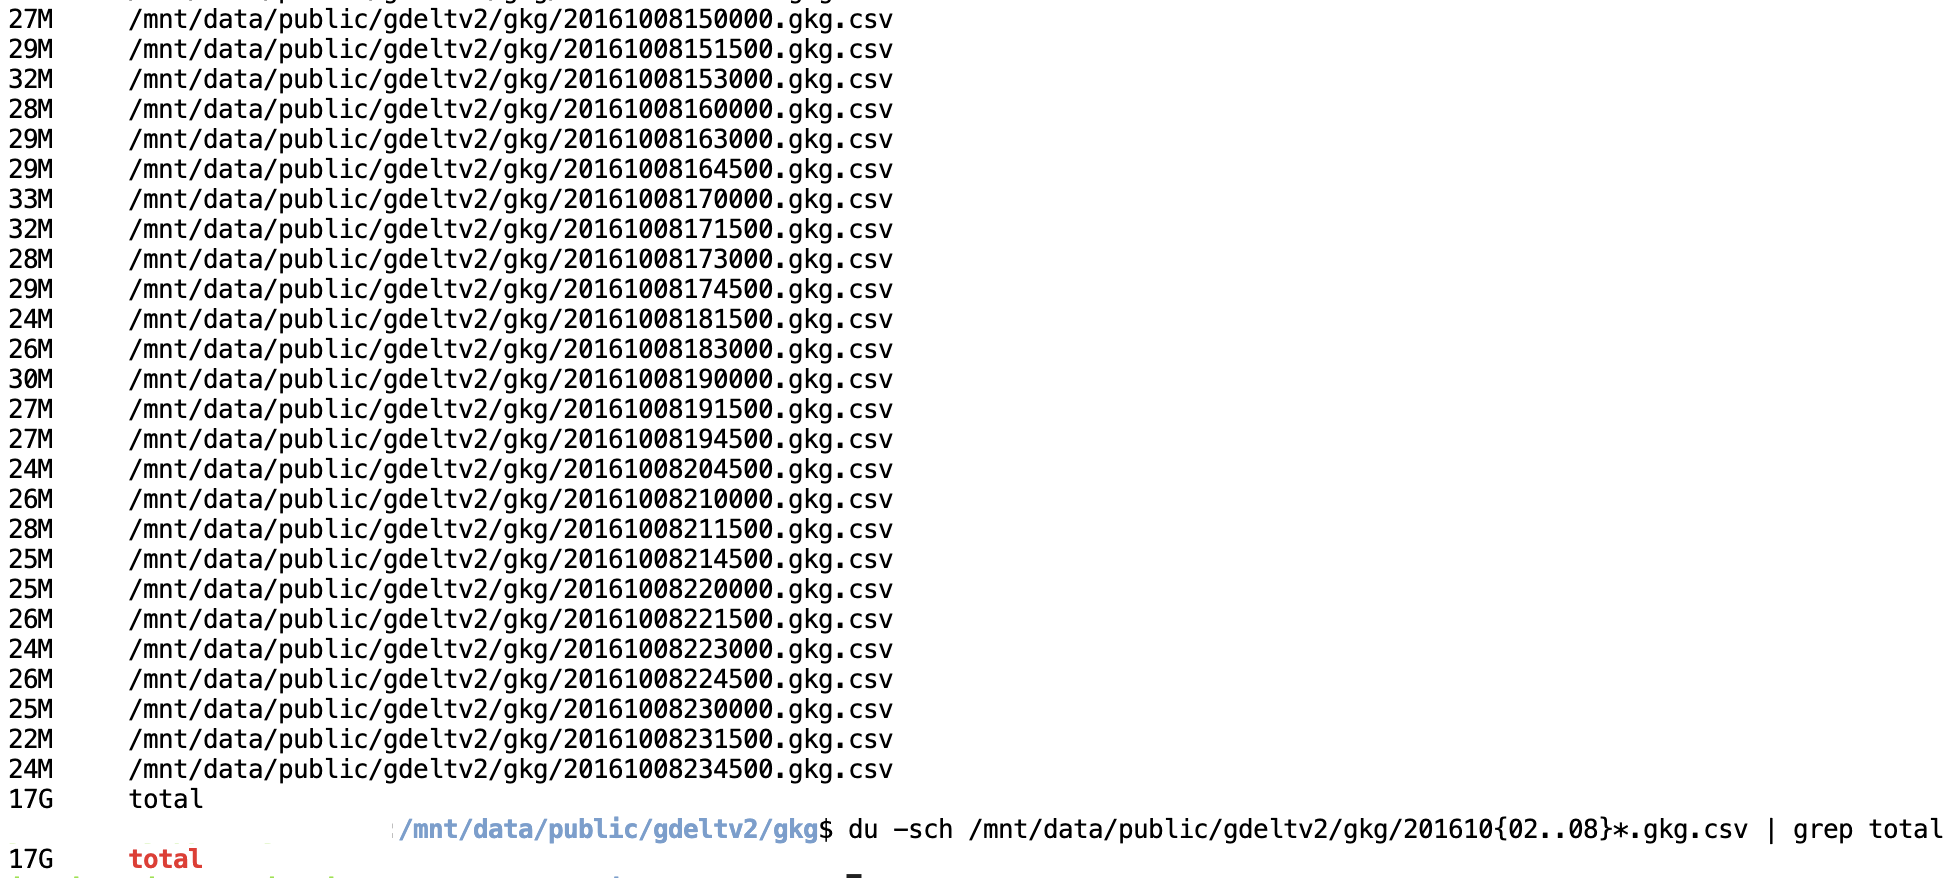 27M /mnt/data/public/gdeltv2/gkg/20161008150000.gkg.csv
29M /mnt/data/public/gdeltv2/gkg/20161008151500.gkg.csv
32M /mnt/data/public/gdeltv2/gkg/20161008153000.gkg.csv
28M /mnt/data/public/gdeltv2/gkg/20161008160000.gkg.csv
29M /mnt/data/public/gdeltv2/gkg/20161008163000.gkg.csv
29M /mnt/data/public/gdeltv2/gkg/20161008164500.gkg.csv
33M /mnt/data/public/gdeltv2/gkg/20161008170000.gkg.csv
32M /mnt/data/public/gdeltv2/gkg/20161008171500.gkg.csv
28M /mnt/data/public/gdeltv2/gkg/20161008173000.gkg.csv
29M /mnt/data/public/gdeltv2/gkg/20161008174500.gkg.csv
24M /mnt/data/public/gdeltv2/gkg/20161008181500.gkg.csv
26M /mnt/data/public/gdeltv2/gkg/20161008183000.gkg.csv
30M /mnt/data/public/gdeltv2/gkg/20161008190000.gkg.csv
27M /mnt/data/public/gdeltv2/gkg/20161008191500.gkg.csv
27M /mnt/data/public/gdeltv2/gkg/20161008194500.gkg.csv
24M /mnt/data/public/gdeltv2/gkg/20161008204500.gkg.csv
26M /mnt/data/public/gdeltv2/gkg/20161008210000.gkg.csv
28M /mnt/data/public/gdeltv2/gkg/20161008211500.gkg.csv
25M /mnt/data/public/gdeltv2/gkg/20161008214500.gkg.csv
25M /mnt/data/public/gdeltv2/gkg/20161008220000.gkg.csv
26M /mnt/data/public/gdeltv2/gkg/20161008221500.gkg.csv
24M /mnt/data/public/gdeltv2/gkg/20161008223000.gkg.csv
26M /mnt/data/public/gdeltv2/gkg/20161008224500.gkg.csv
25M /mnt/data/public/gdeltv2/gkg/20161008230000.gkg.csv
22M /mnt/data/public/gdeltv2/gkg/20161008231500.gkg.csv
24M /mnt/data/public/gdeltv2/gkg/20161008234500.gkg.csv
17G total
:/mnt/data/public/gdeltv2/gkg$ du -sch /mnt/data/public/gdeltv2/gkg/201610{02..08}*.gkg.csv | grep total
17G total